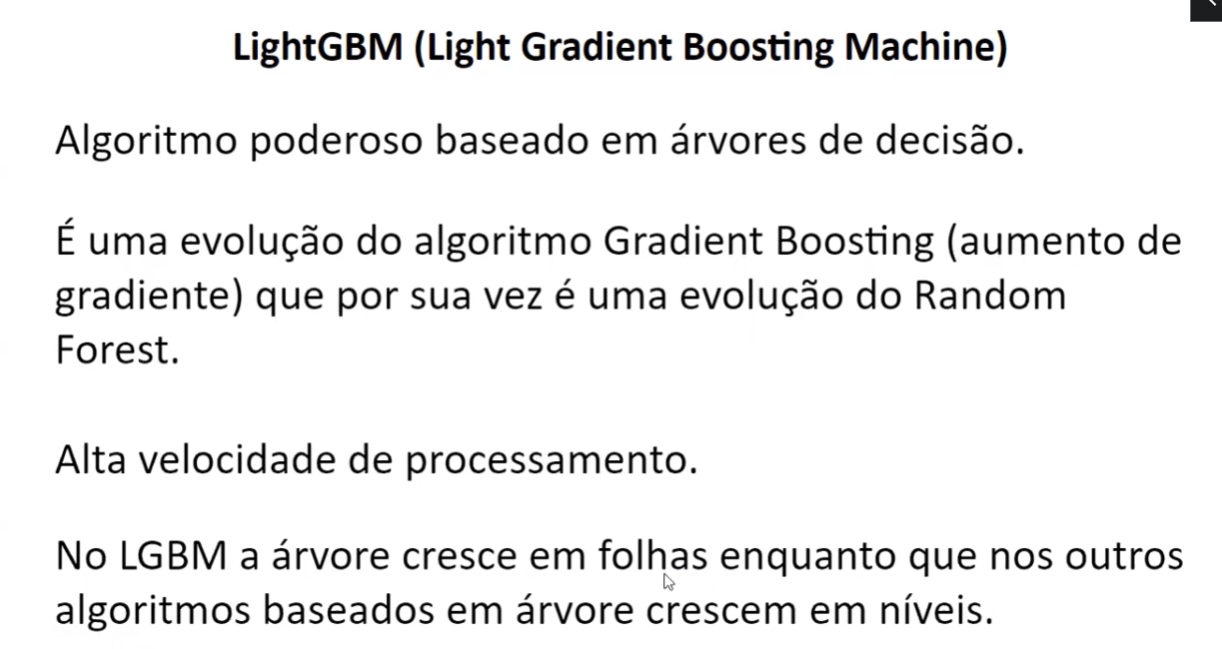 LightGBM (Light Gradient Boosting Machine)
Algoritmo poderoso baseado em árvores de decisão.
É uma evolução do algoritmo Gradient Boosting (aumento de
gradiente) que por sua vez é uma evolução do Random
Forest.
Alta velocidade de processamento.
No LGBM a árvore cresce em folhas enquanto que nos outros
algoritmos baseados em árvore crescem em níveis.